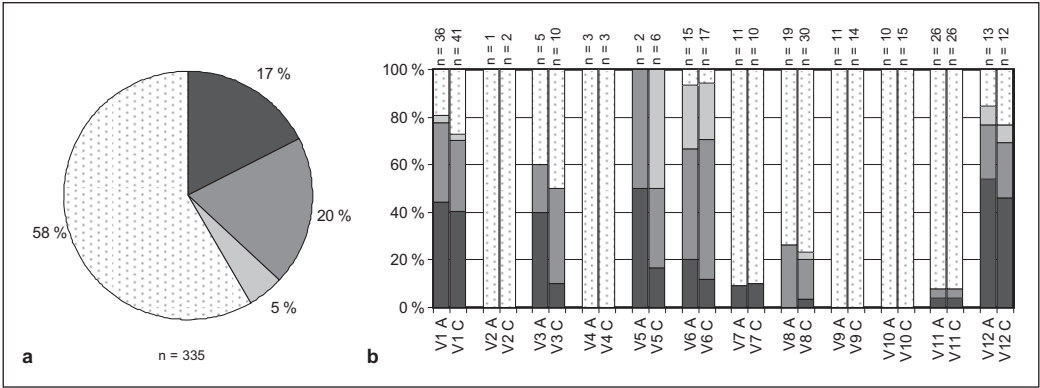 17 %
20 %
5 %
58 %
n = 335
a
n = 36
n = 41
n = 1
n = 2
n = 5
n = 10
n = 3
n = 3
n = 2
n = 6
n = 15
n = 17
n = 11
n = 10
n = 19
n = 30
n = 11
n = 14
n = 10
n = 15
n = 26
n = 26
n = 13
n = 12
100 %
80 %
60 %
40 %
20 %
0 %
V1 A
V1 C
V2 A
V2 C
V3 A
V3 C
V4 A
V4 C
V5 A
V5 C
V6 A
V6 C
V7 A
V7 C
V8 A
V8 C
V9 A
V9 C
V10 A
V10 C
V11 A
V11 C
V12 A
V12 C
b